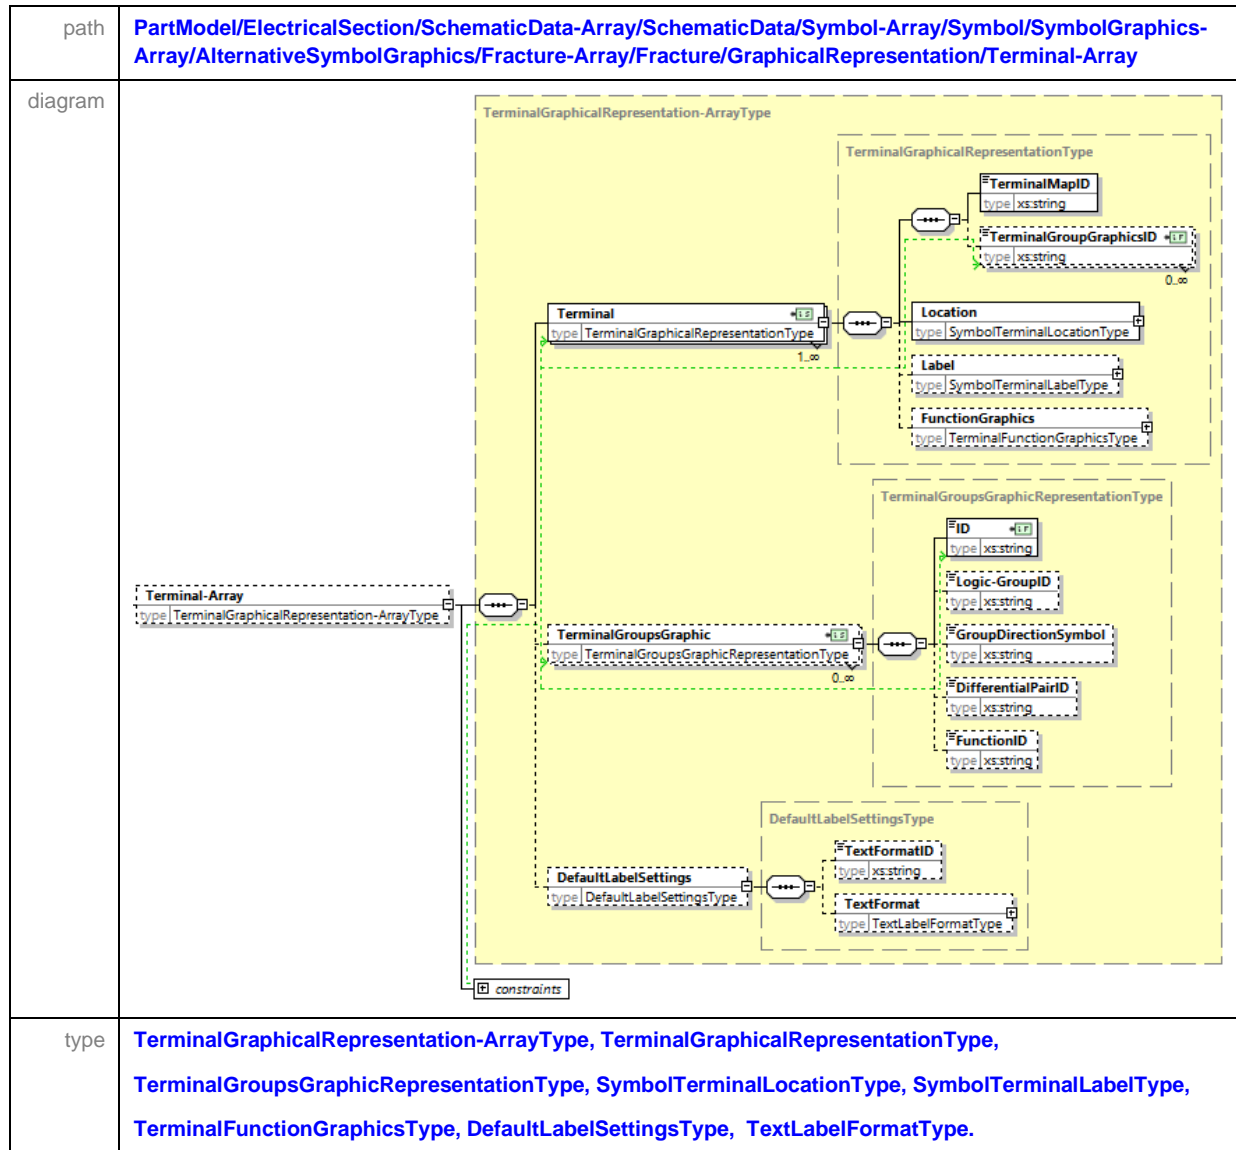 path
PartModel/ElectricalSection/SchematicData-Array/SchematicData/Symbol-Array/Symbol/SymbolGraphics-
Array/AlternativeSymbolGraphics/Fracture-Array/Fracture/GraphicalRepresentation/Terminal-Array
diagram
TerminalGraphicalRepresentation-ArrayType
TerminalGraphicalRepresentationType
TerminalMapID
type xs:string
TerminalGroupGraphicsID
type xs:string
0..∞
Terminal
type TerminalGraphicalRepresentationType
1..∞
Location
type SymbolTerminalLocationType
Label
type SymbolTerminalLabelType
FunctionGraphics
type TerminalFunctionGraphicsType
TerminalGroupsGraphicRepresentationType
ID
type xs:string
Logic-GroupID
type xs:string
Terminal-Array
type TerminalGraphicalRepresentation-ArrayType
TerminalGroupsGraphic
type TerminalGroupsGraphicRepresentationType
0..∞
GroupDirectionSymbol
type xs:string
DifferentialPairID
type xs:string
FunctionID
type xs:string
DefaultLabelSettingsType
TextFormatID
type xs:string
DefaultLabelSettings
type DefaultLabelSettingsType
TextFormat
type TextLabelFormatType
constraints
type
TerminalGraphicalRepresentation-ArrayType, TerminalGraphicalRepresentationType,
TerminalGroupsGraphicRepresentationType, SymbolTerminalLocationType, SymbolTerminalLabelType,
TerminalFunctionGraphicsType, DefaultLabelSettingsType, TextLabelFormatType.